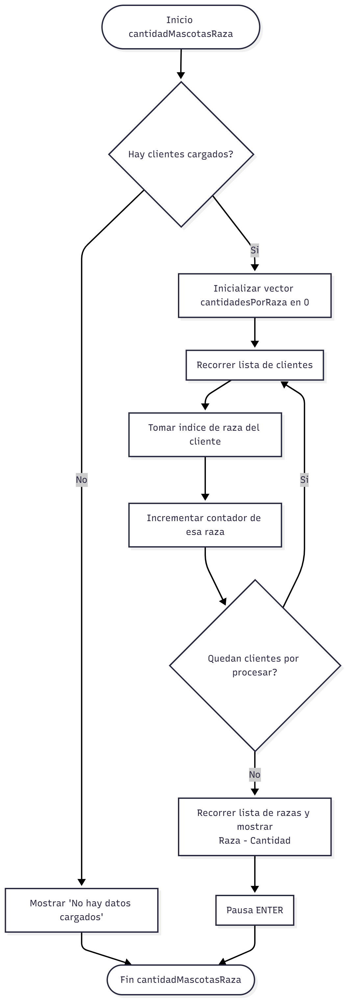 Inicio
cantidadMascotasRaza
Hay clientes cargados?
Si
Inicializar vector
cantidadesPorRaza en 0
Recorrer lista de clientes
Tomar indice de raza del
cliente
No
Si
Incrementar contador de
esa raza
Quedan clientes por
procesar?
No
Recorrer lista de razas y
mostrar
Raza - Cantidad
Mostrar 'No hay datos
cargados'
Pausa ENTER
Fin cantidadMascotasRaza